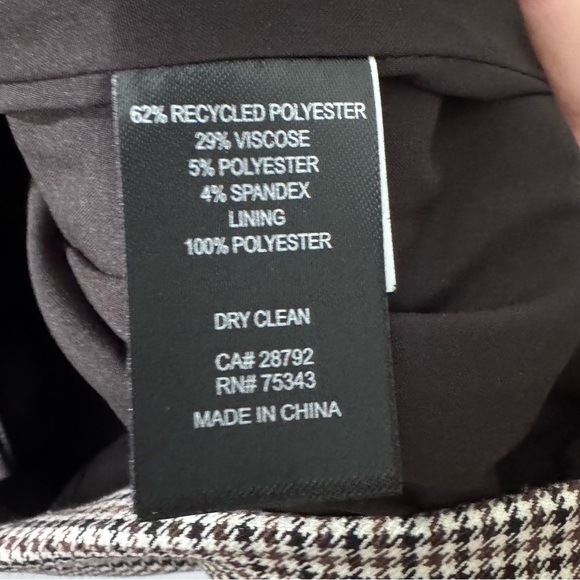 62% RECYCLED POLYESTER
29% VISCOSE
5% POLYESTER
4% SPANDEX
LINING
100% POLYESTER
DRY CLEAN
CA# 28792
RN# 75343
MADE IN CHINA